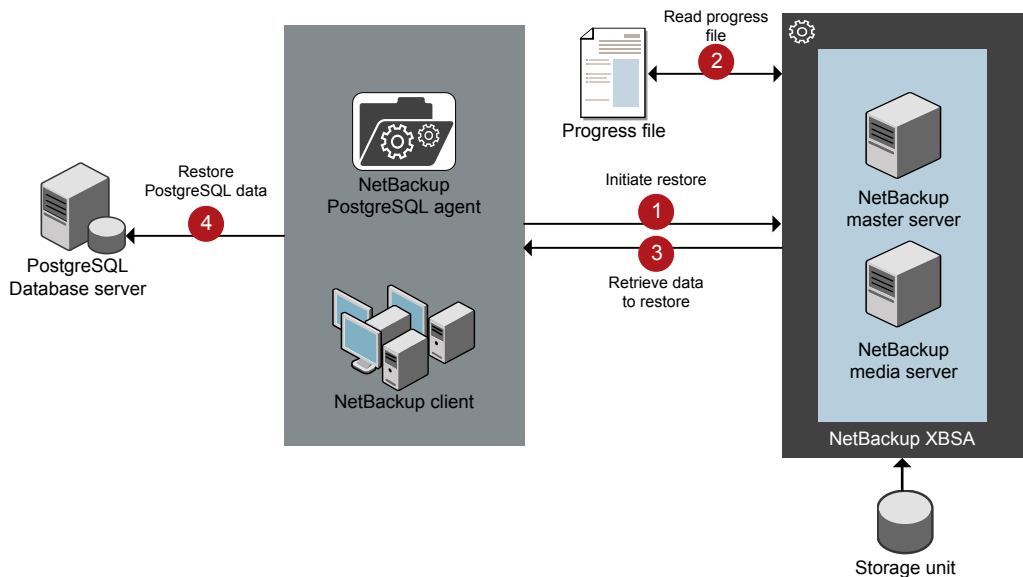 Read progress
file
2
Progress file
NetBackup
PostgreSQL agent
Initiate restore
1
NetBackup
master server
Restore
PostgreSQL data
4
3
Retrieve data
to restore
PostgreSQL
Database server
NetBackup
media server
NetBackup client
NetBackup XBSA
Storage unit